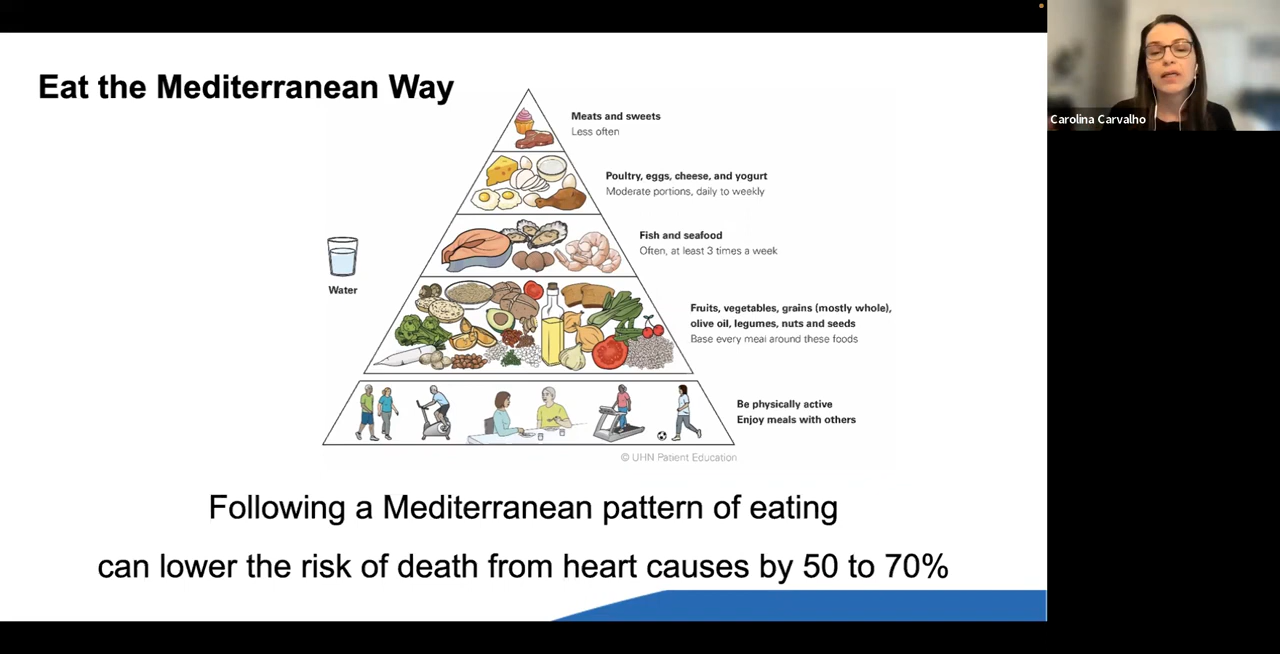 Eat the Mediterranean Way
Carolina Carvalho
Meats and sweets
Less often
Poultry, eggs, cheese, and yogurt
Moderate portions, daily to weekly
Fish and seafood
Often, at least 3 times a week
Water
Fruits, vegetables, grains (mostly whole),
olive oil, legumes, nuts and seeds
Base every meal around these foods
Be physically active
Enjoy meals with others
© UHN Patient Education
Following a Mediterranean pattern of eating
can lower the risk of death from heart causes by 50 to 70%